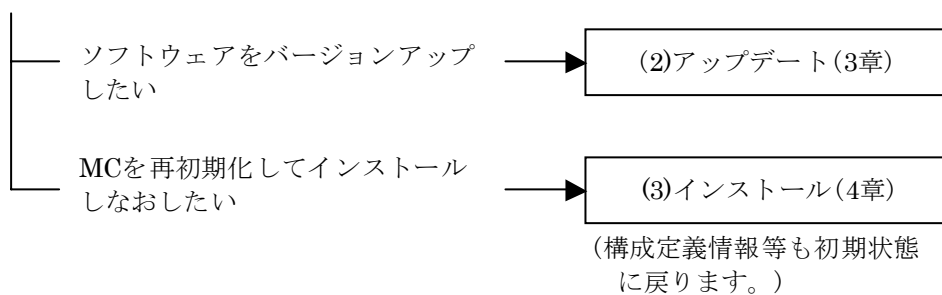 ソフトウェアをバージョンアップ
したい
(2)アップデート(3章)
MCを再初期化してインストール
しなおしたい
(3)インストール(4章)
(構成定義情報等も初期状態
に戻ります。)